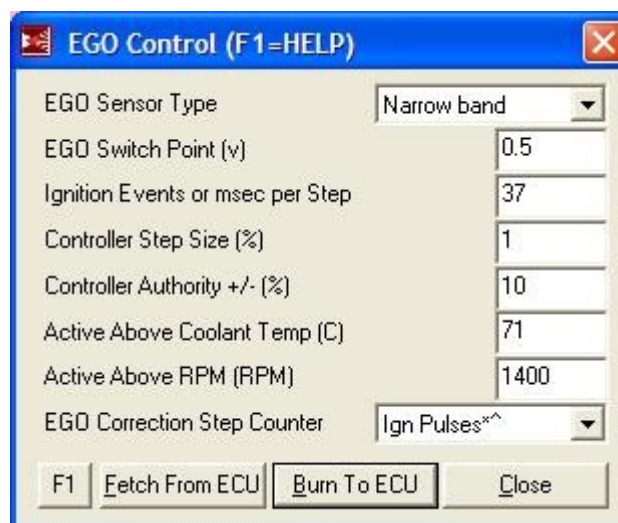 EGO Control (F1=HELP)
EGO Sensor Type Narrow band
EGO Switch Point (v) 0.5
Ignition Events or msec per Step 37
Controller Step Size (%) 1
Controller Authority +/- (%) 10
Active Above Coolant Temp (C) 71
Active Above RPM (RPM) 1400
EGO Correction Step Counter Ign Pulses*^
F1 Fetch From ECU Burn To ECU Close